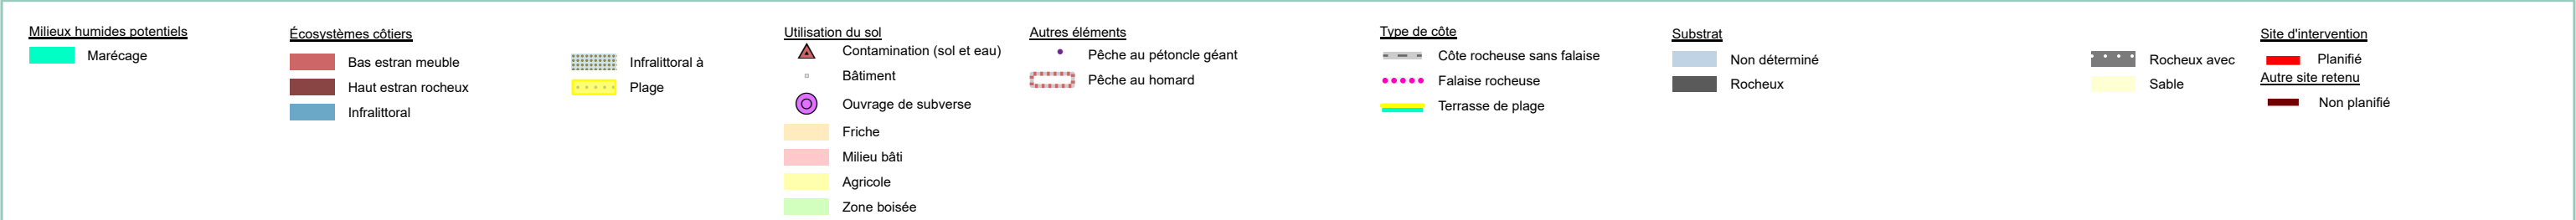 Milieux humides potentiels
Marécage
Écosystèmes côtiers
Bas estran meuble
Haut estran rocheux
Infralittoral
Infralittoral à
Plage
Utilisation du sol
Contamination (sol et eau)
Bâtiment
Ouvrage de subverse
Friche
Milieu bâti
Agricole
Zone boisée
Autres éléments
Pêche au pétoncle géant
Pêche au homard
Type de côte
Côte rocheuse sans falaise
Falaise rocheuse
Terrasse de plage
Substrat
Non déterminé
Rocheux
Rocheux avec
Sable
Site d'intervention
Planifié
Autre site retenu
Non planifié